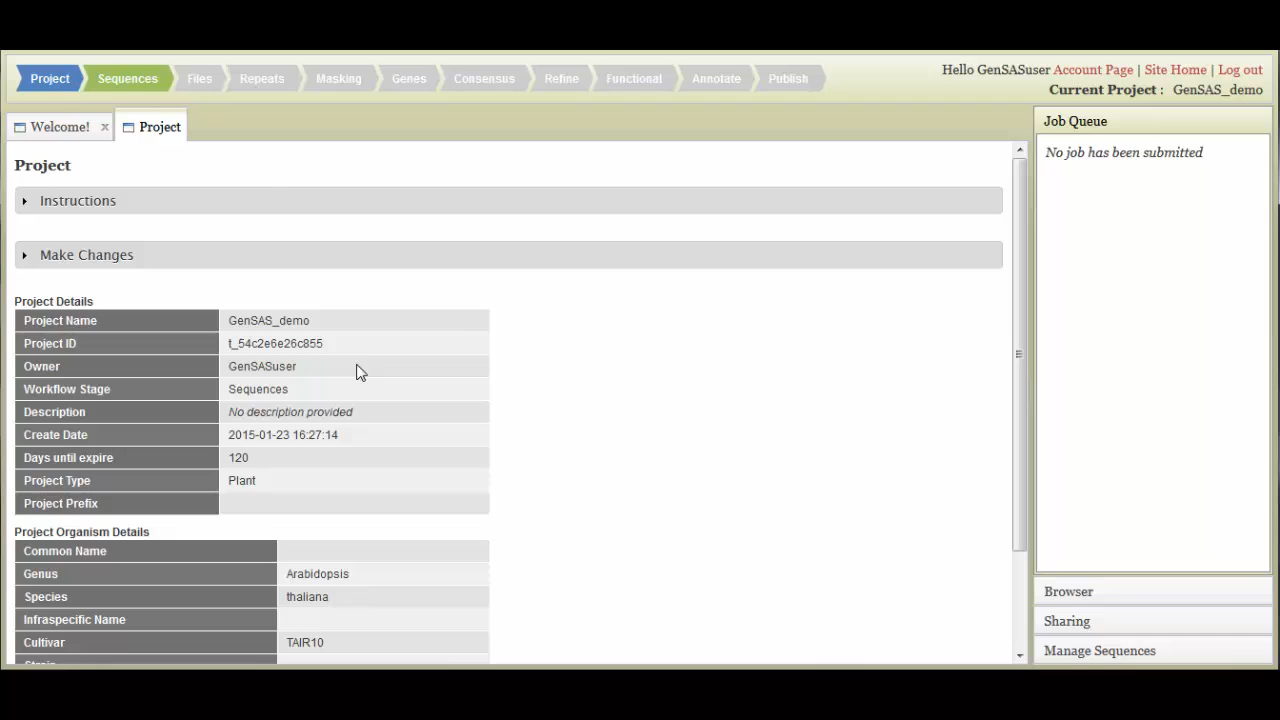 Project Sequences Files Repeats Masking Genes Consensus Refine Functional Annotate Publish
Hello GenSASuser Account Page | Site Home | Log out
Current Project : GenSAS_demo
Welcome! x Project
Project
Instructions
Make Changes
Project Details
Project Name GenSAS_demo
Project ID t_54c2e6e26c855
Owner GenSASuser
Workflow Stage Sequences
Description No description provided
Create Date 2015-01-23 16:27:14
Days until expire 120
Project Type Plant
Project Prefix
Project Organism Details
Common Name
Genus Arabidopsis
Species thaliana
Infraspecific Name
Cultivar TAIR10
Job Queue
No job has been submitted
Browser
Sharing
Manage Sequences